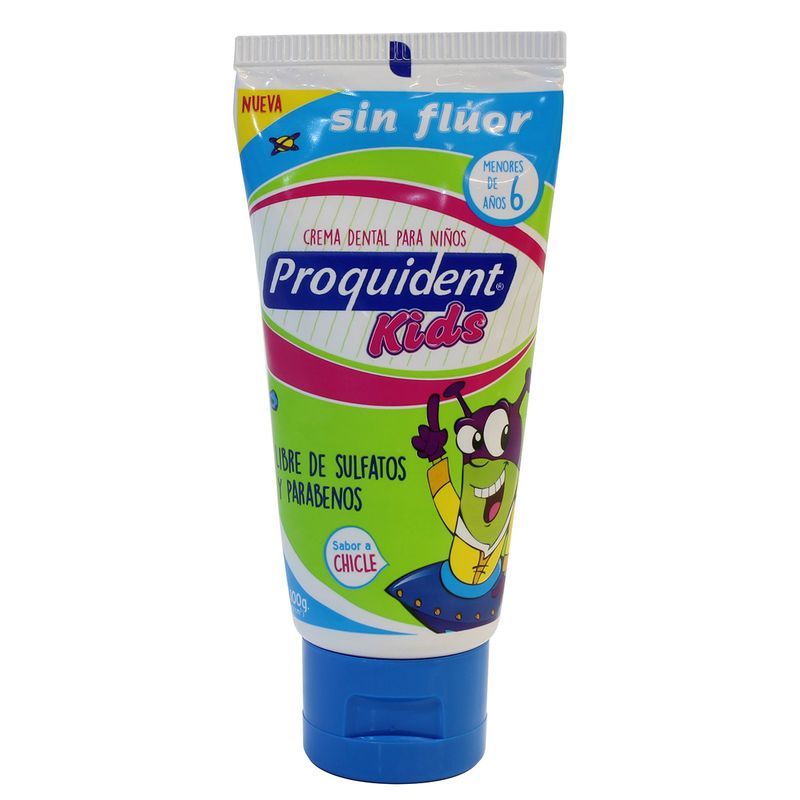 NUEVA
sin flúor
MENORES
DE
AÑOS 6
CREMA DENTAL PARA NIÑOS
Proquident®
Kids
LIBRE DE SULFATOS
Y PARABENOS
Sabor a
CHICLE
100g.